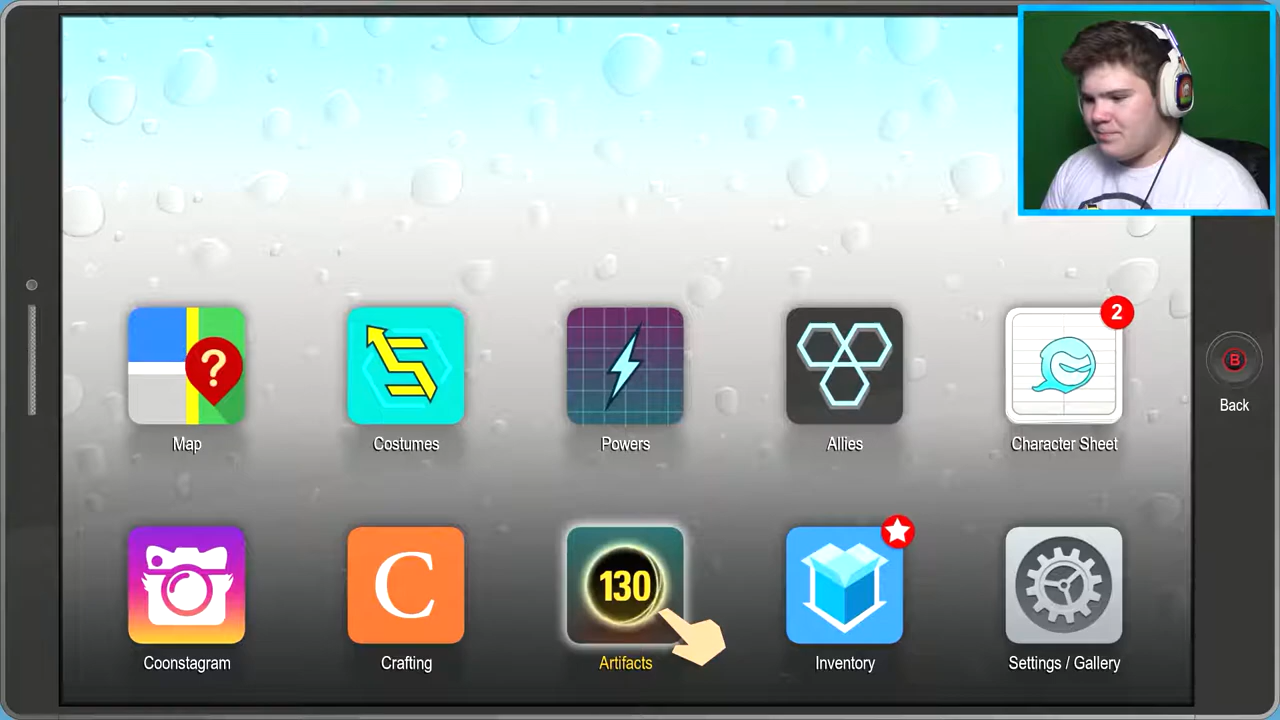 2
?
Map
Costumes
Powers
Allies
Character Sheet
B
Back
C
130
Coonstagram
Crafting
Artifacts
Inventory
Settings / Gallery